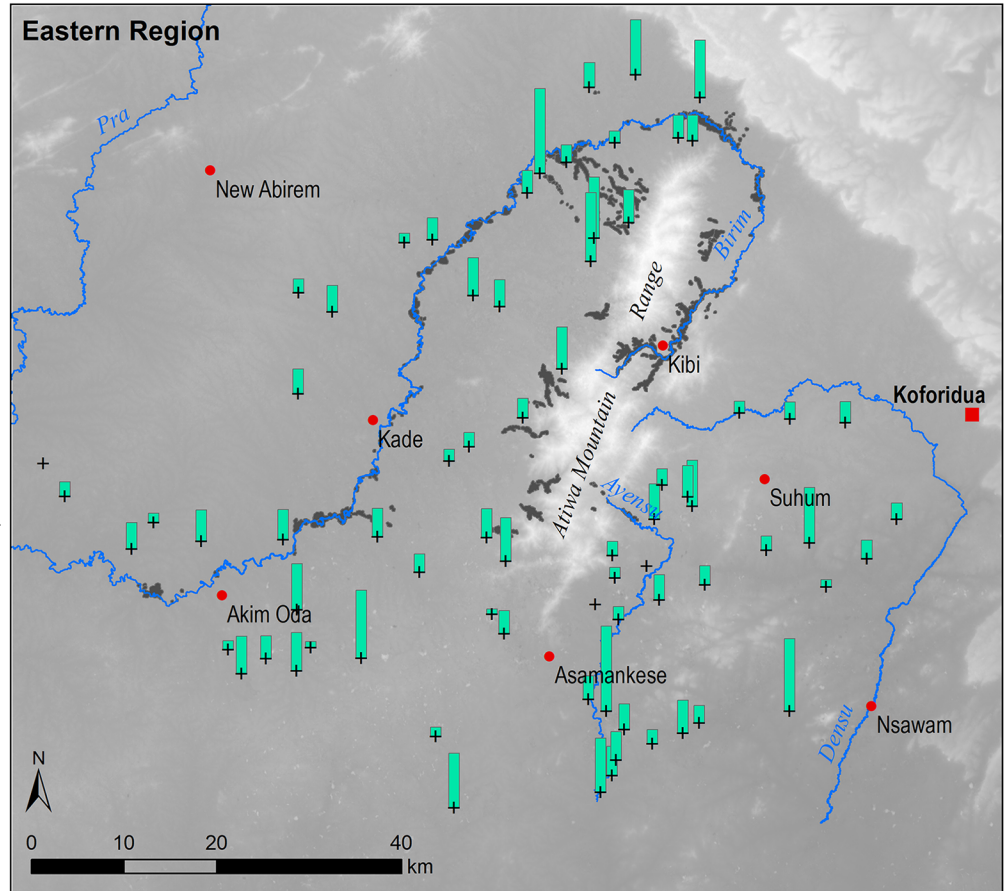 Eastern Region
Pra
New Abirem
Birim
Range
Kibi
Koforidua
Kade
Atiwa Mountain
Ayensu
Suhum
Akim Oda
Asamankese
Nsawam
Densu
N
0 10 20 40
km